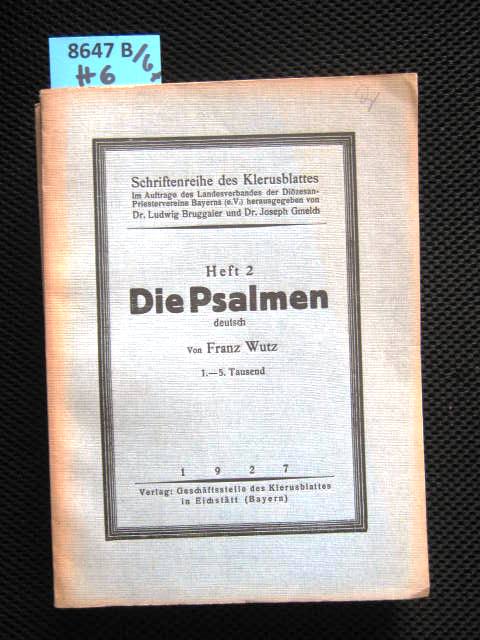 8647 B/6
#6
Schriftenreihe des Klerusblattes
Im Auftrage des Landesverbandes der Diözesan-
Priestervereine Bayerns (e.V.) herausgegeben von
Dr. Ludwig Bruggaier und Dr. Joseph Gmelch
Heft 2
Die Psalmen
deutsch
Von Franz Wutz
1.—5. Tausend
1927
Verlag: Geschäftsstelle des Klerusblattes
in Eichstätt (Bayern)